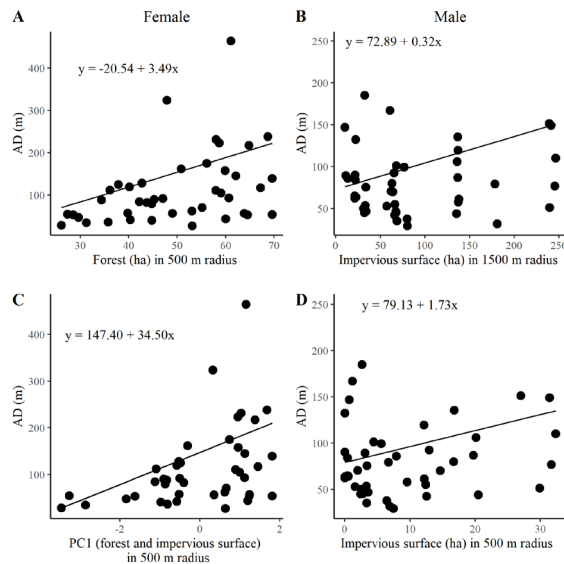 Female
Male
A
B
y = -20.54 + 3.49x
y = 72.89 + 0.32x
AD (m)
400
300
200
100
30
40
50
60
70
Forest (ha) in 500 m radius
AD (m)
250
200
150
100
50
0
50
100
150
200
250
Impervious surface (ha) in 1500 m radius
C
D
y = 147.40 + 34.50x
y = 79.13 + 1.73x
AD (m)
500
400
300
200
100
0
-2
0
2
PC1 (forest and impervious surface)
in 500 m radius
AD (m)
250
200
150
100
50
0
10
20
30
Impervious surface (ha) in 500 m radius